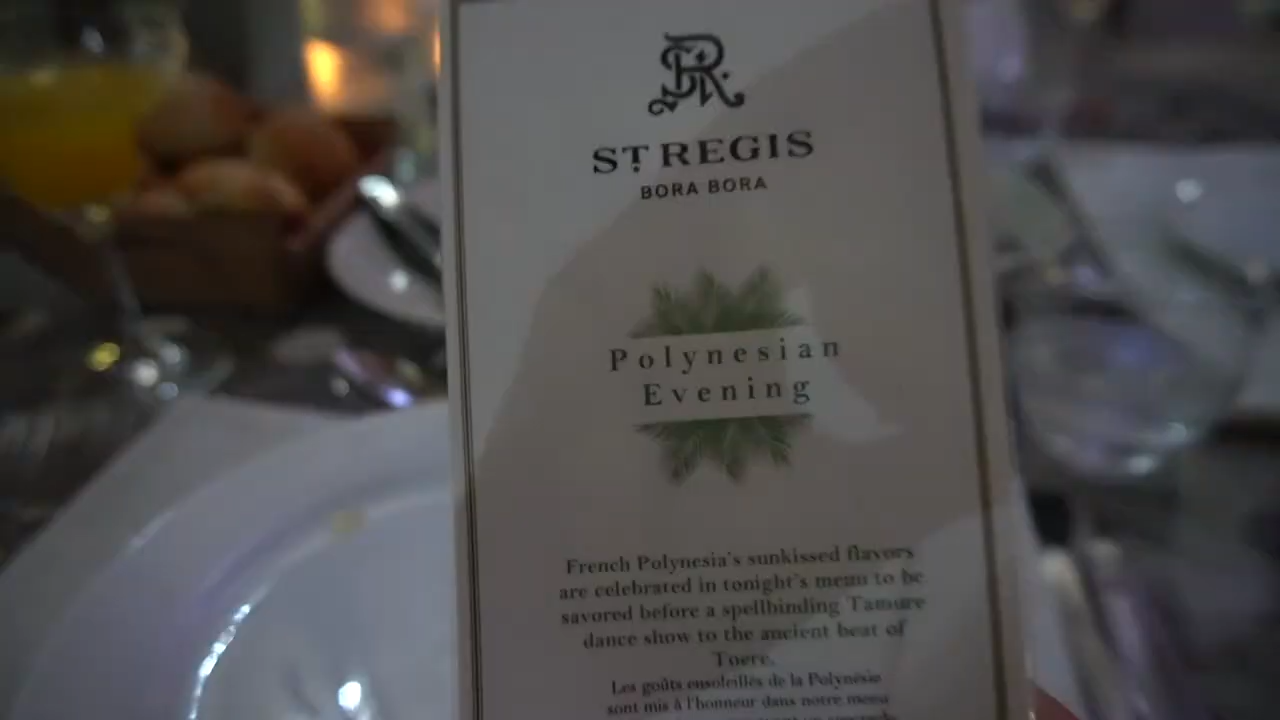 ST REGIS
BORA BORA
Polynesian
Evening
French Polynesia's sunkissed flavors
are celebrated in tonight's menu to be
savored before a spellbinding Tamure
dance show to the ancient beat of
Toere.
Les goûts ensoleillés de la Polynésie
sont mis à l'honneur dans notre menu